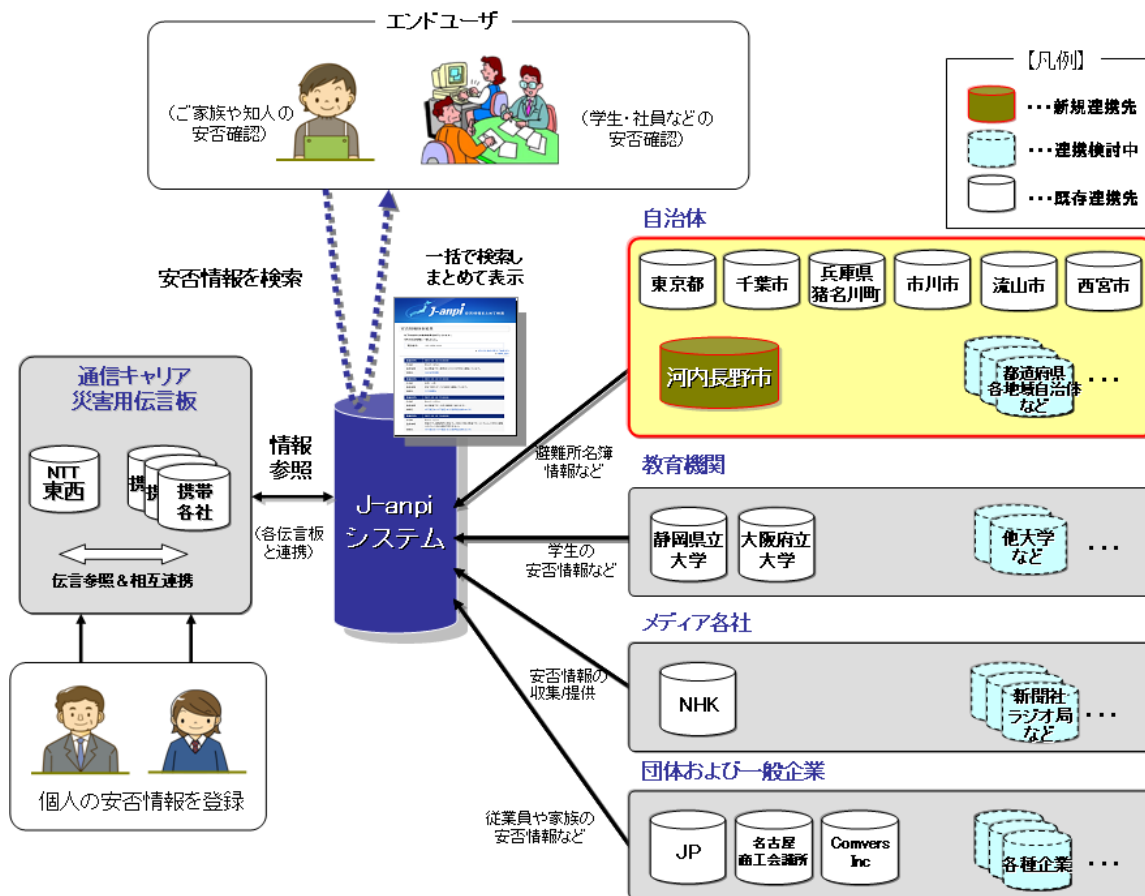 エンドユーザ
(ご家族や知人の
安否確認)
(学生・社員などの
安否確認)
【凡例】
・・・新規連携先
・・・連携検討中
・・・既存連携先
安否情報を検索
一括で検索し
まとめて表示
J-anpi
自治体
東京都
千葉市
兵庫県
猪名川町
市川市
流山市
西宮市
河内長野市
都道府県
各地域自治体
など
・・・
通信キャリア
災害用伝言板
NTT
東西
携
携
携帯
各社
伝言参照&相互連携
情報
参照
(各伝言板
と連携)
J-anpi
システム
避難所名簿
情報など
教育機関
静岡県立
大学
大阪府立
大学
他大学
など
・・・
学生の
安否情報など
メディア各社
NHK
新聞社
ラジオ局
など
・・・
安否情報の
収集/提供
個人の安否情報を登録
団体および一般企業
JP
名古屋
商工会議所
Comvers
Inc
各種企業
・・・
従業員や家族の
安否情報など